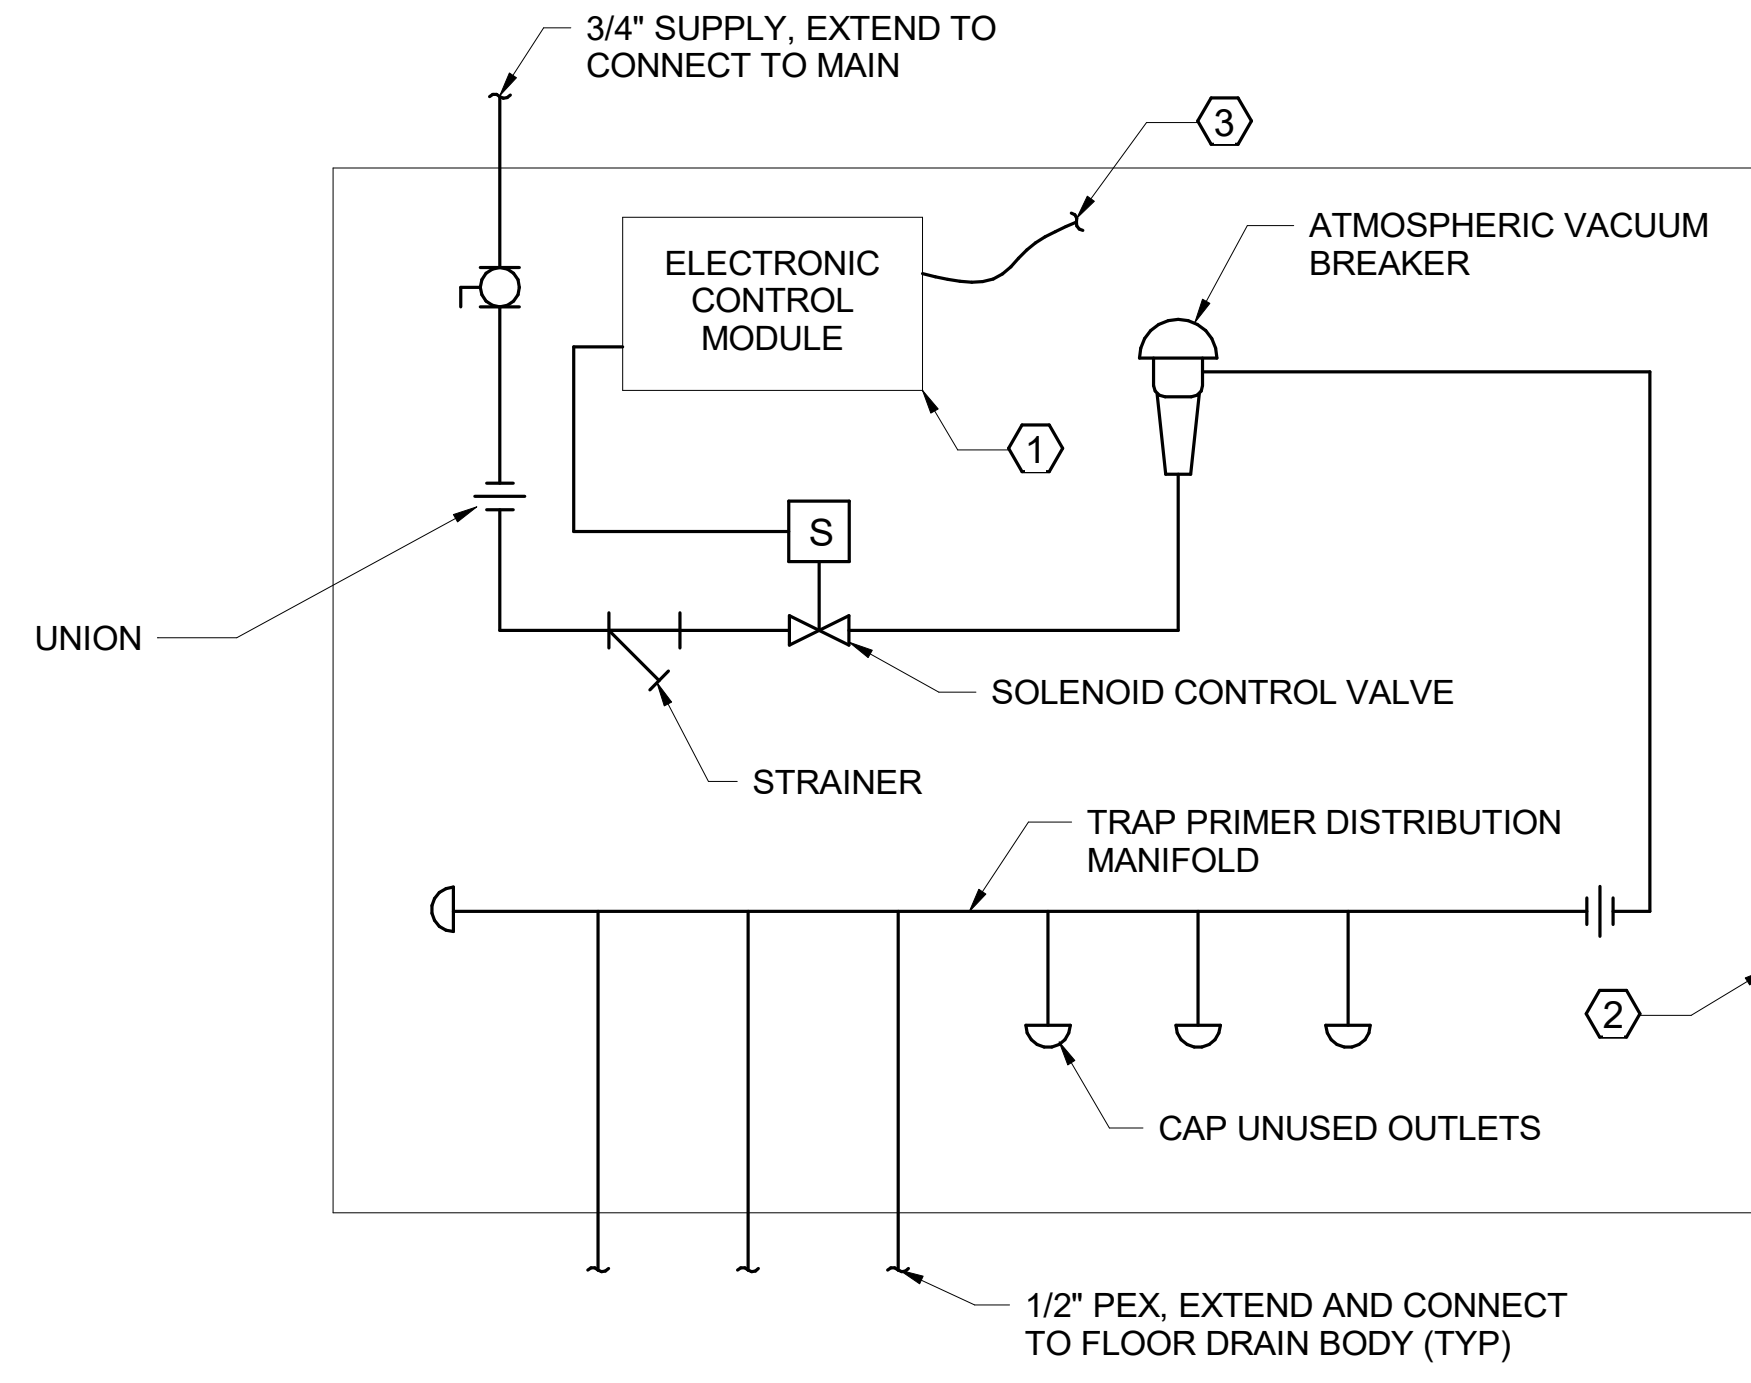 3/4" SUPPLY, EXTEND TO
CONNECT TO MAIN
3
ATMOSPHERIC VACUUM
BREAKER
ELECTRONIC
CONTROL
MODULE
1
S
UNION
SOLENOID CONTROL VALVE
STRAINER
TRAP PRIMER DISTRIBUTION
MANIFOLD
2
CAP UNUSED OUTLETS
1/2" PEX, EXTEND AND CONNECT
TO FLOOR DRAIN BODY (TYP)